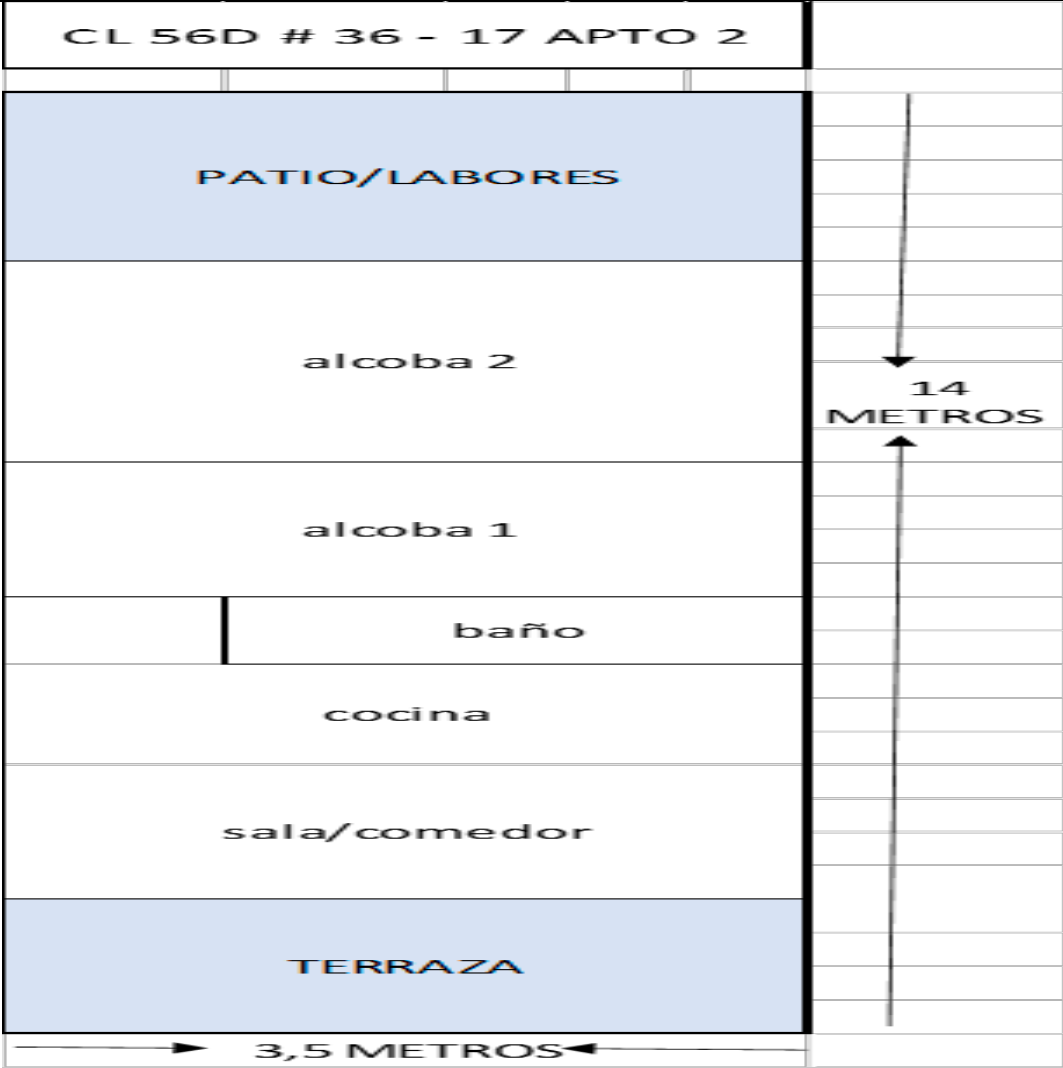 CL 56D # 36 - 17 APTO 2
PATIO/LABORES
alcoba 2
14
METROS
alcoba 1
baño
cocina
sala/comedor
TERRAZA
3,5 METROS